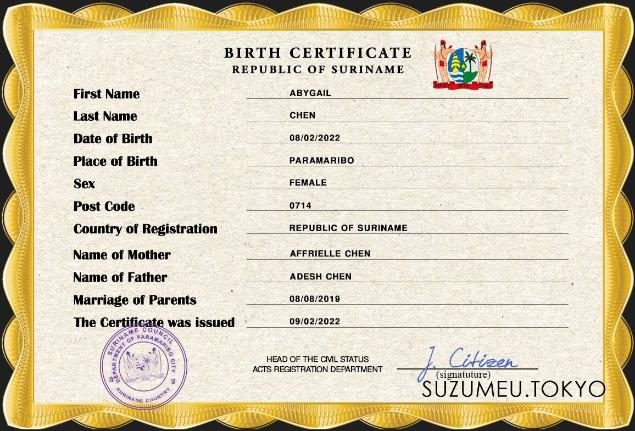 BIRTH CERTIFICATE
REPUBLIC OF SURINAME
First Name ABYGAIL
Last Name CHEN
Date of Birth 08/02/2022
Place of Birth PARAMARIBO
Sex FEMALE
Post Code 0714
Country of Registration REPUBLIC OF SURINAME
Name of Mother AFFRIELLE CHEN
Name of Father ADESH CHEN
Marriage of Parents 08/08/2019
The Certificate was issued 09/02/2022
SURINAME COUNCIL
DEPARTMENT OF PARAMARIBO CITY
SURINAME COUNTRY
HEAD OF THE CIVIL STATUS
ACTS REGISTRATION DEPARTMENT
J. Citizen
(signatuture)
SUZUMEU.TOKYO